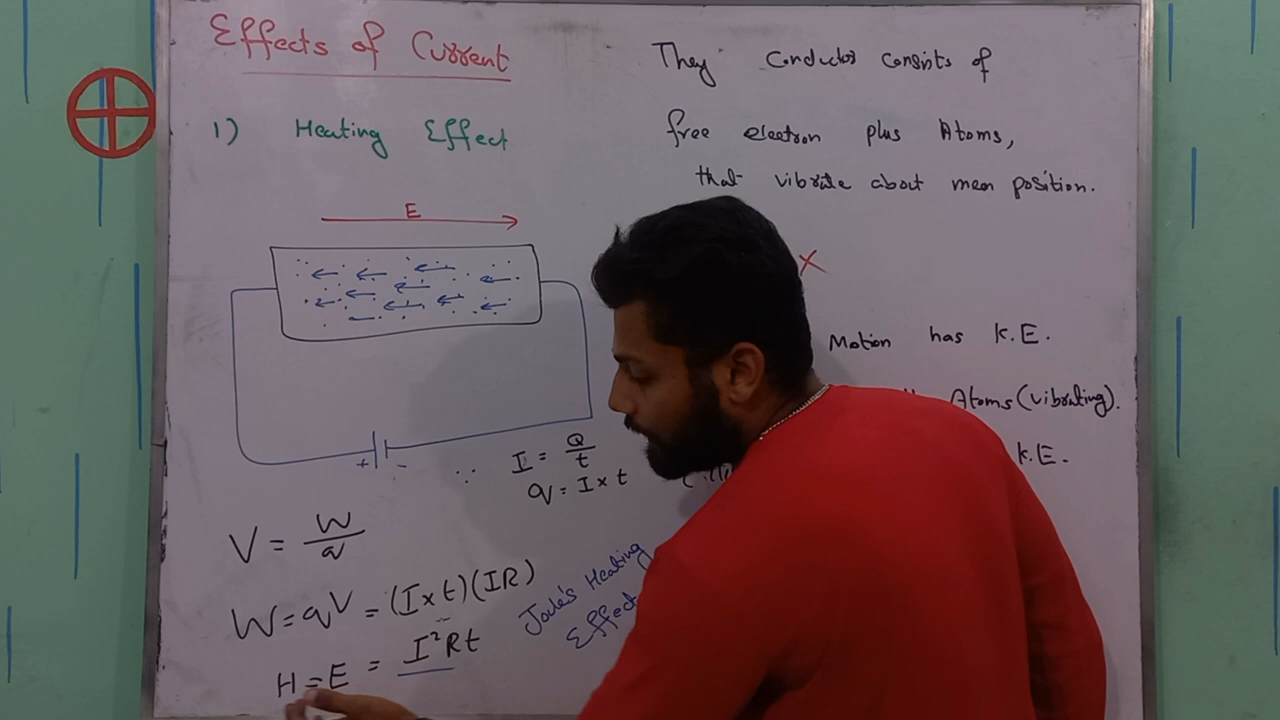 Effects of Current
1) Heating Effect
E
+ -
∵ I = Q/t
q = I × t
V = W/q
W = qV = (I × t)(IR)
H = E = I²Rt
Joule's Heating
Effect
They Conductor Consists of
free electron plus Atoms,
that vibrate about mean position.
×
Motion has K.E.
Atoms (vibrating).
K.E.